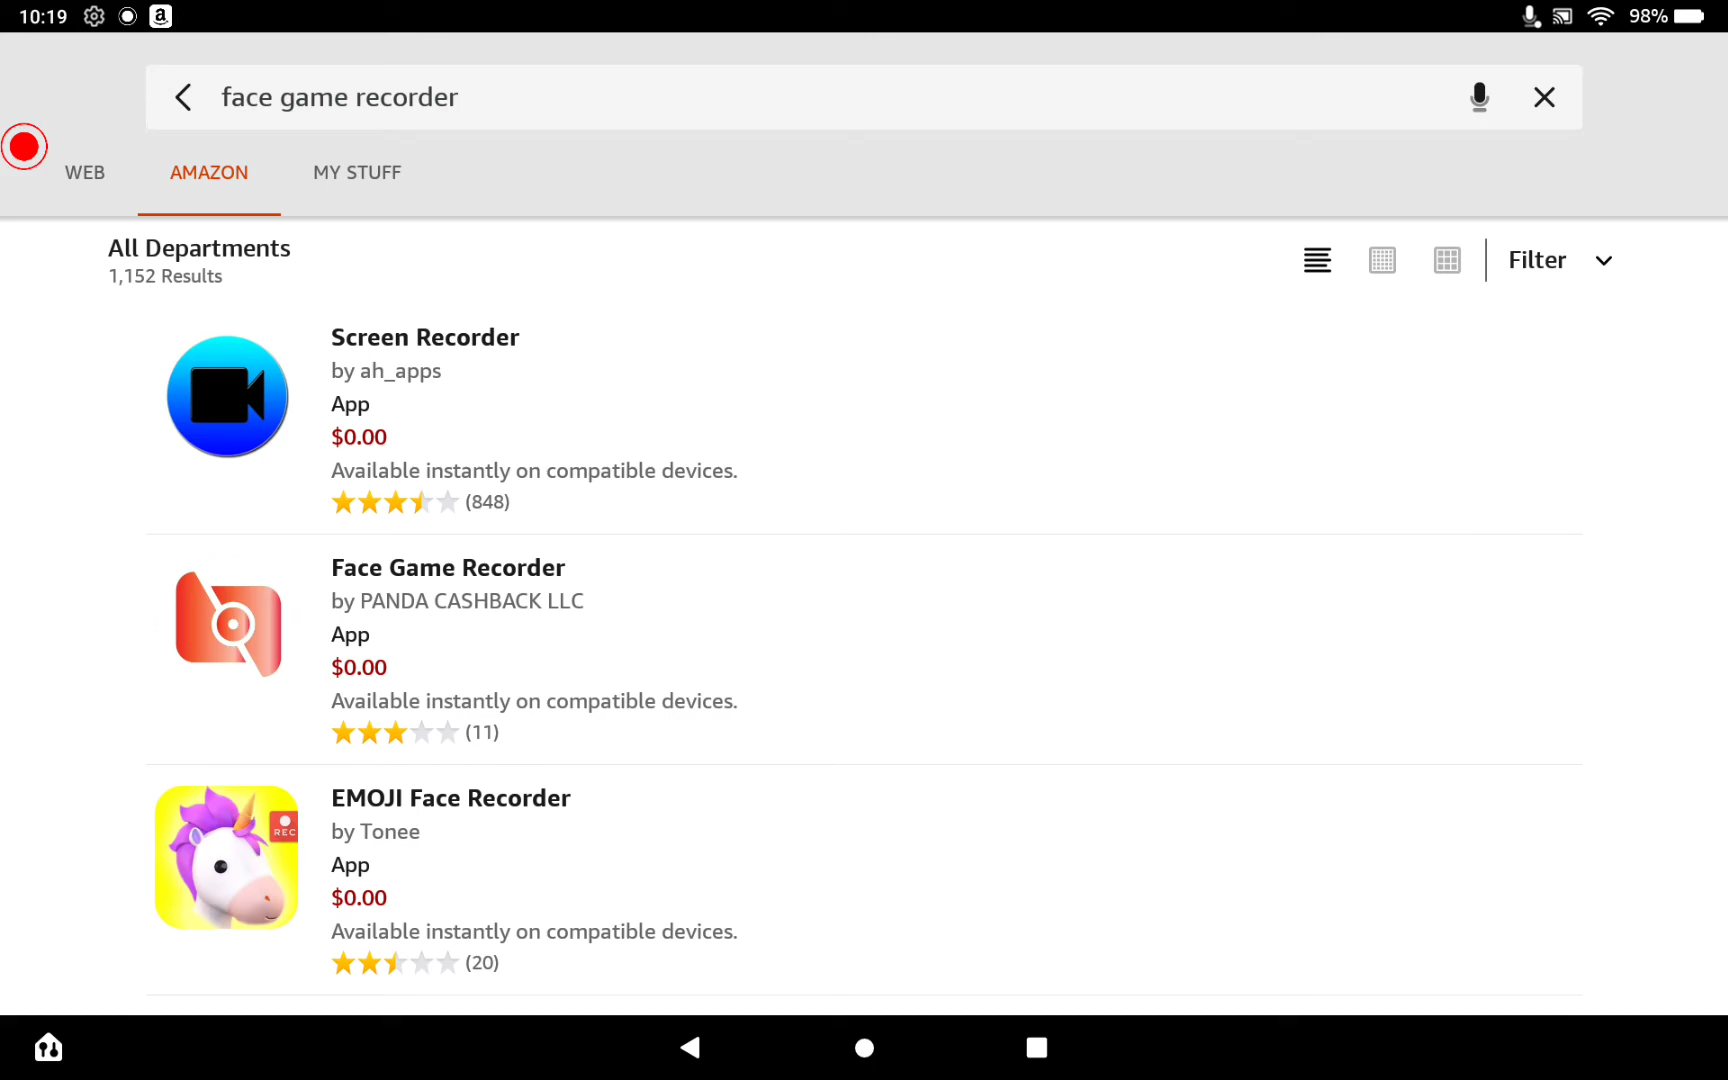 10:19
98%
face game recorder
WEB AMAZON MY STUFF
All Departments
1,152 Results
Filter
Screen Recorder
by ah_apps
App
$0.00
Available instantly on compatible devices.
(848)
Face Game Recorder
by PANDA CASHBACK LLC
App
$0.00
Available instantly on compatible devices.
(11)
REC
EMOJI Face Recorder
by Tonee
App
$0.00
Available instantly on compatible devices.
(20)